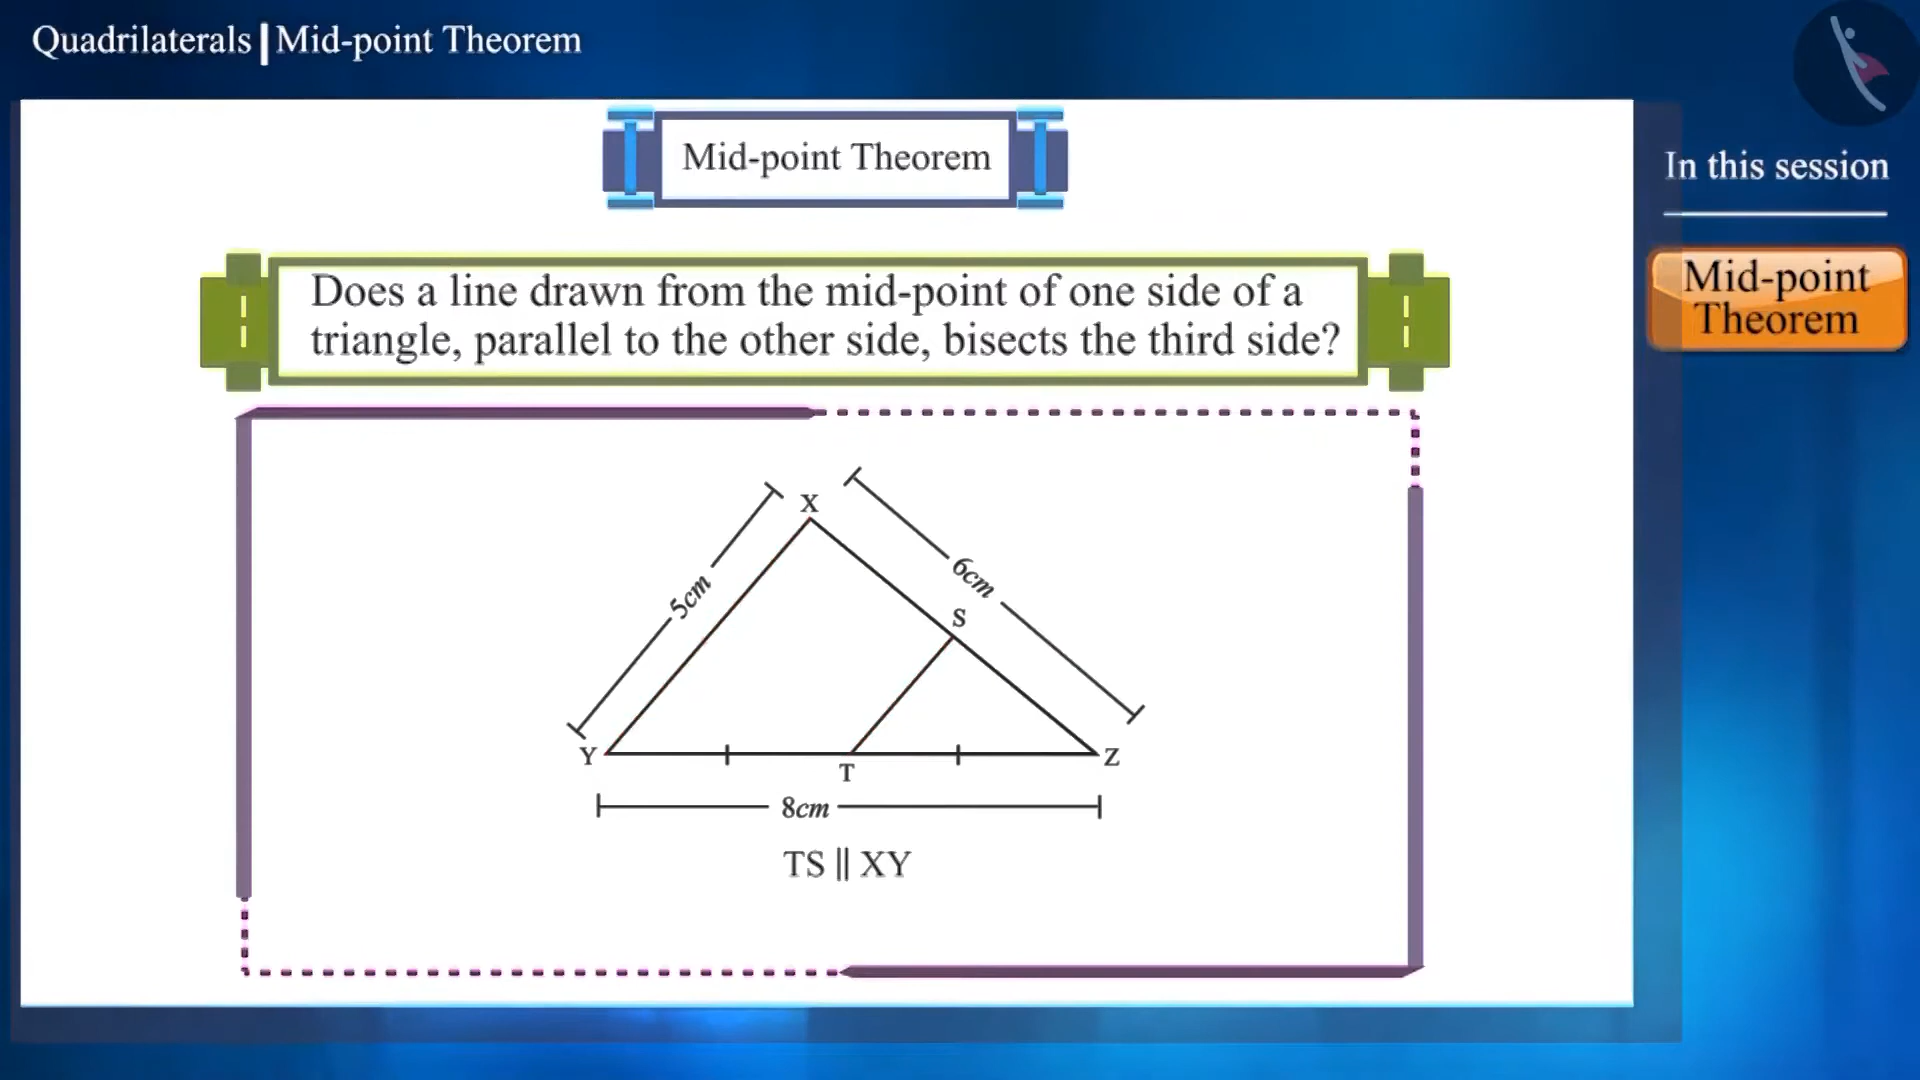 Quadrilaterals | Mid-point Theorem
Mid-point Theorem
In this session
Mid-point
Theorem
Does a line drawn from the mid-point of one side of a
triangle, parallel to the other side, bisects the third side?
X
5cm
6cm
S
Y
T
Z
8cm
TS || XY